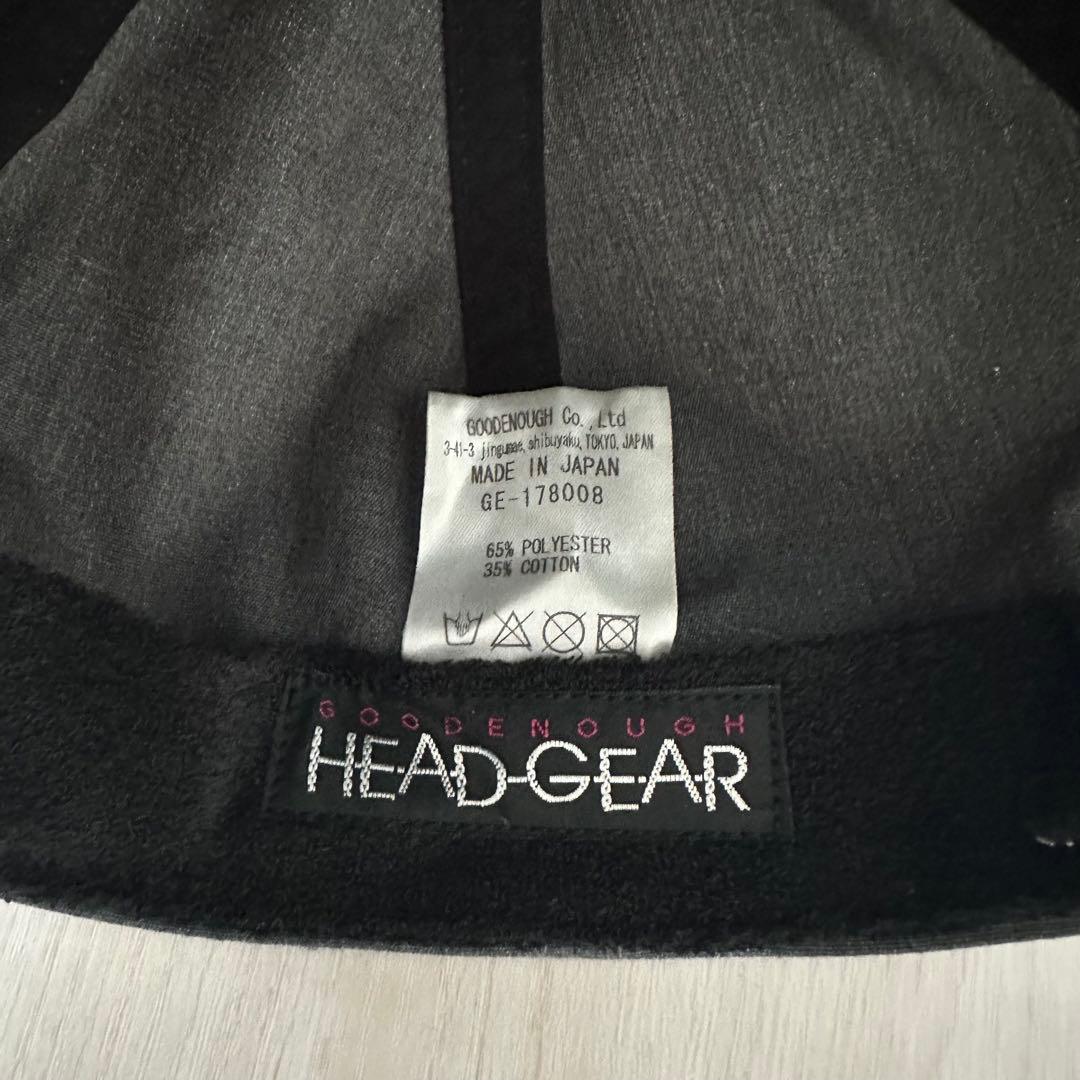 GOODENOUGH Co.,Ltd
3-41-3 jingumae, shibuyaku, TOKYO, JAPAN
MADE IN JAPAN
GE-178008
65% POLYESTER
35% COTTON
GOODENOUGH
HEAD-GEAR